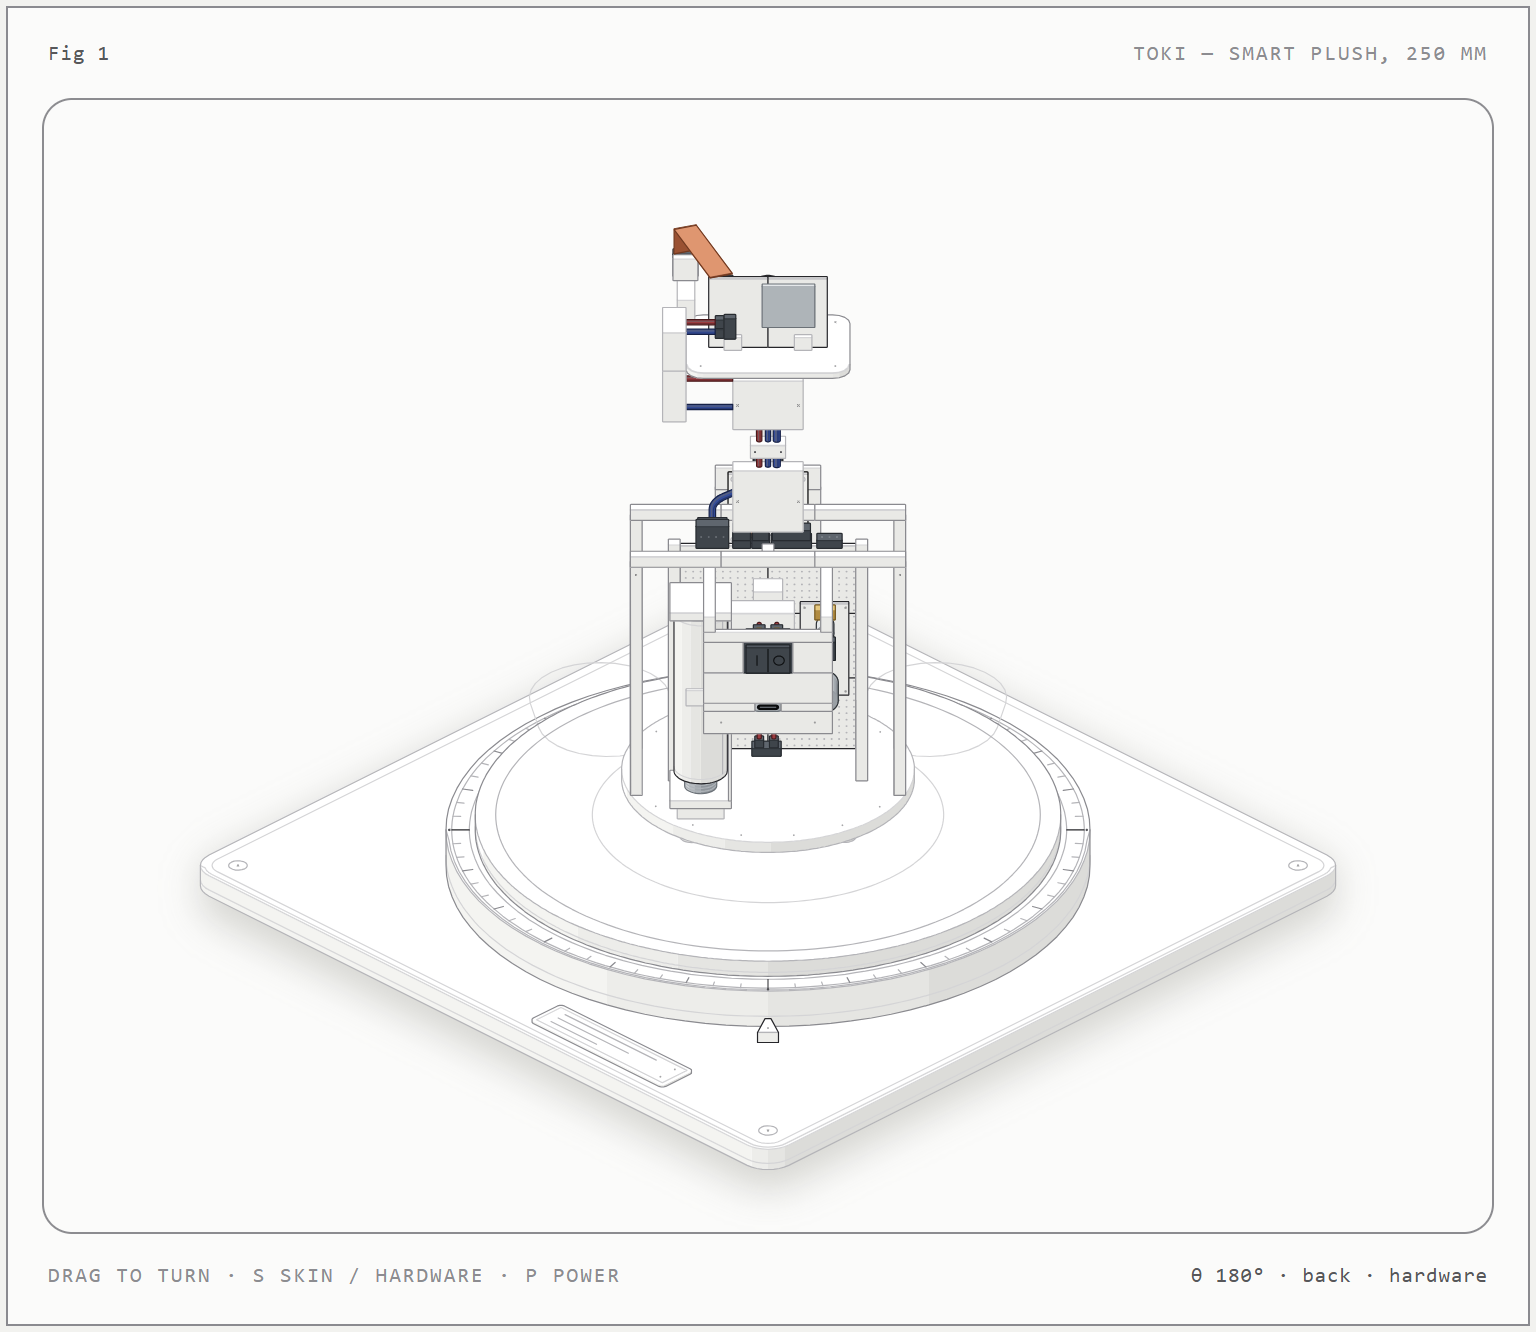 Fig 1
TOKI — SMART PLUSH, 250 MM
DRAG TO TURN · S SKIN / HARDWARE · P POWER
θ 180° · back · hardware